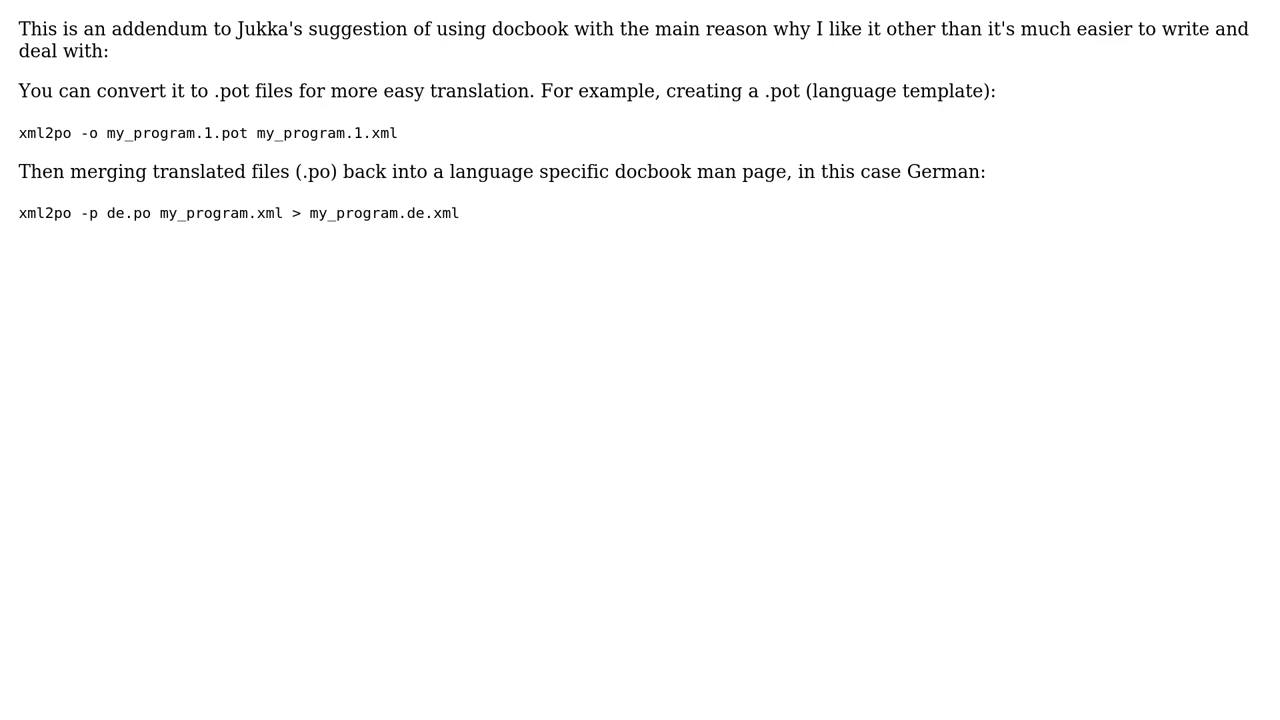 This is an addendum to Jukka's suggestion of using docbook with the main reason why I like it other than it's much easier to write and
deal with:
You can convert it to .pot files for more easy translation. For example, creating a .pot (language template):
xml2po -o my_program.1.pot my_program.1.xml
Then merging translated files (.po) back into a language specific docbook man page, in this case German:
xml2po -p de.po my_program.xml > my_program.de.xml